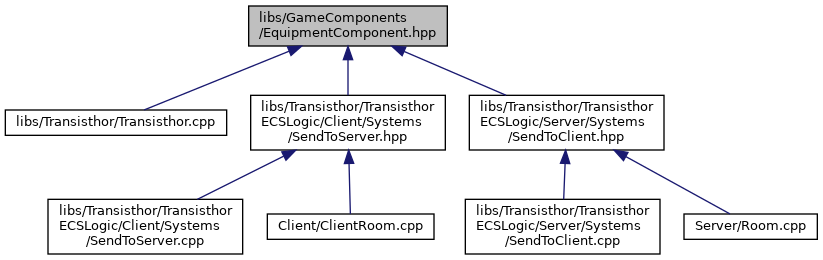 libs/GameComponents
/EquipmentComponent.hpp
libs/Transisthor/Transisthor.cpp
libs/Transisthor/Transisthor
ECSLogic/Client/Systems
/SendToServer.hpp
libs/Transisthor/Transisthor
ECSLogic/Server/Systems
/SendToClient.hpp
libs/Transisthor/Transisthor
ECSLogic/Client/Systems
/SendToServer.cpp
Client/ClientRoom.cpp
libs/Transisthor/Transisthor
ECSLogic/Server/Systems
/SendToClient.cpp
Server/Room.cpp